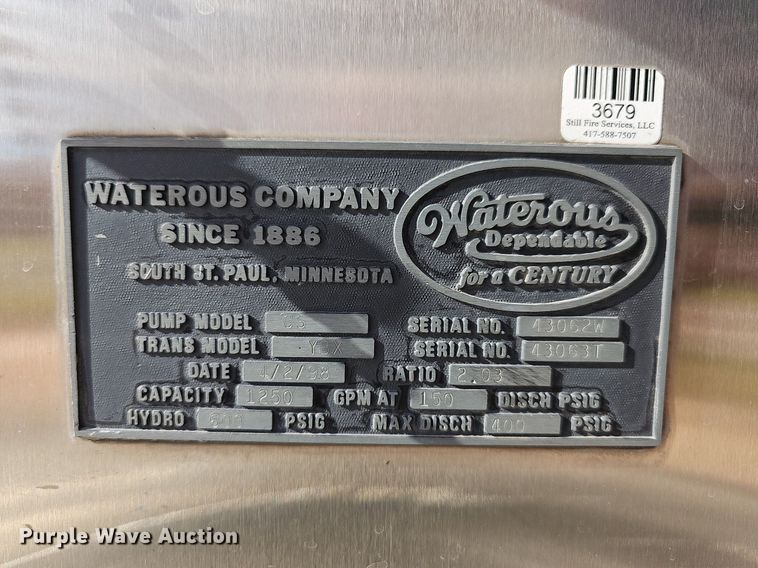 3679
Still Fire Services, LLC
417-588-7507
WATEROUS COMPANY
SINCE 1886
SOUTH ST. PAUL, MINNESOTA
Waterous
Dependable
for a CENTURY
PUMP MODEL CS SERIAL NO. 43062W
TRANS MODEL SERIAL NO. 43063T
DATE 4/2/98 RATIO 2.03
CAPACITY 1250 GPM AT 150 DISCH PSIG
HYDRO 600 PSIG MAX DISCH 400 PSIG
Purple Wave Auction